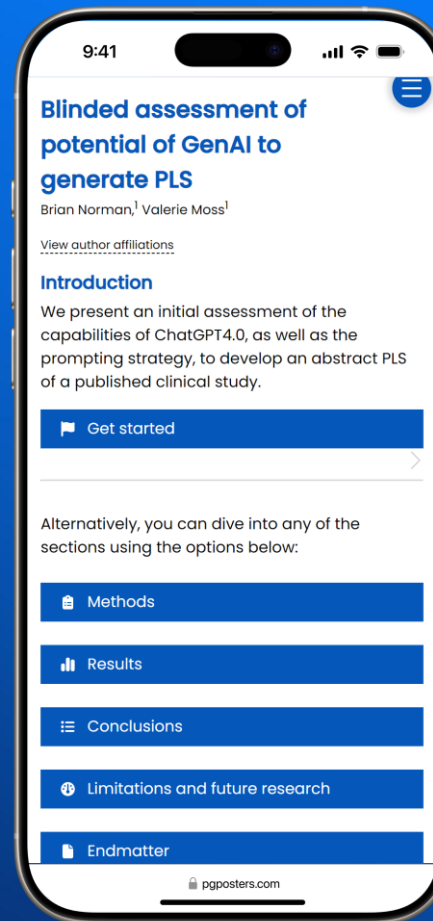 9:41
Blinded assessment of
potential of GenAI to
generate PLS
Brian Norman,¹ Valerie Moss¹
View author affiliations
Introduction
We present an initial assessment of the
capabilities of ChatGPT4.0, as well as the
prompting strategy, to develop an abstract PLS
of a published clinical study.
Get started
Alternatively, you can dive into any of the
sections using the options below:
Methods
Results
Conclusions
Limitations and future research
Endmatter
pgposters.com